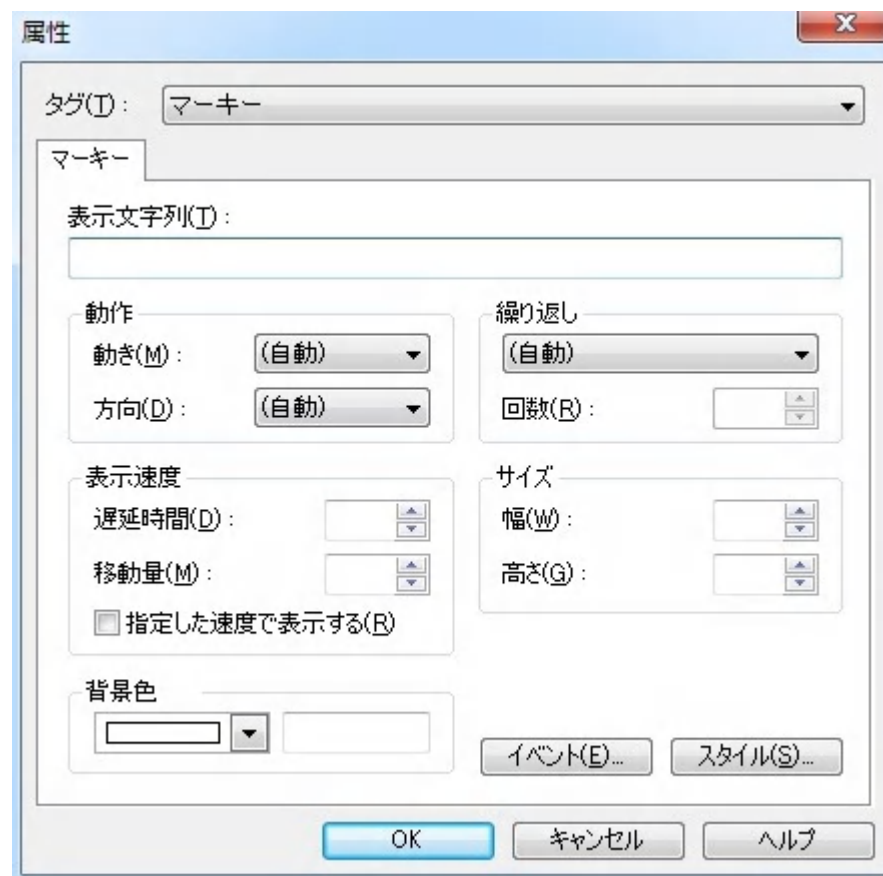 属性
タグ(T)： マーキー
マーキー
表示文字列(T)：
動作
動き(M)： (自動)
方向(D)： (自動)
繰り返し
(自動)
回数(R)：
表示速度
遅延時間(D)：
移動量(M)：
指定した速度で表示する(R)
サイズ
幅(W)：
高さ(G)：
背景色
イベント(E)... スタイル(S)...
OK キャンセル ヘルプ